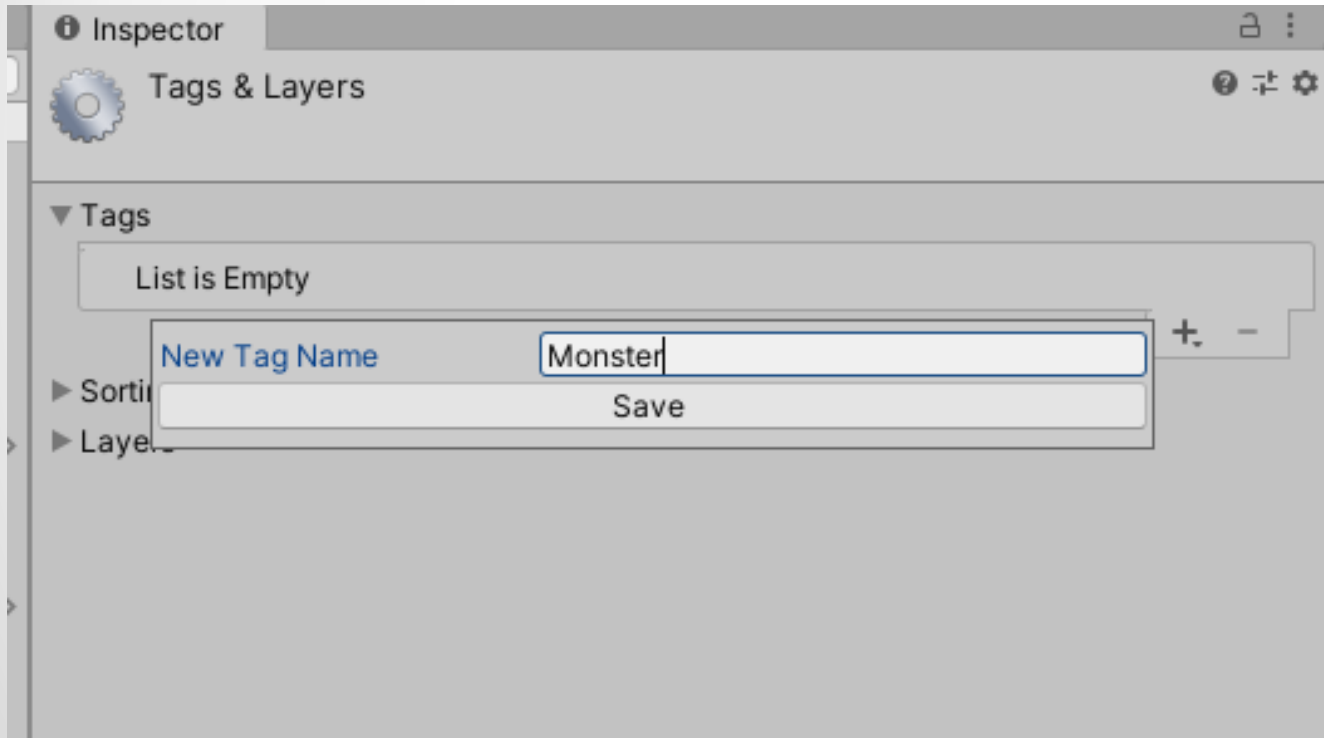 Inspector
Tags & Layers
Tags
List is Empty
New Tag Name Monster
Save